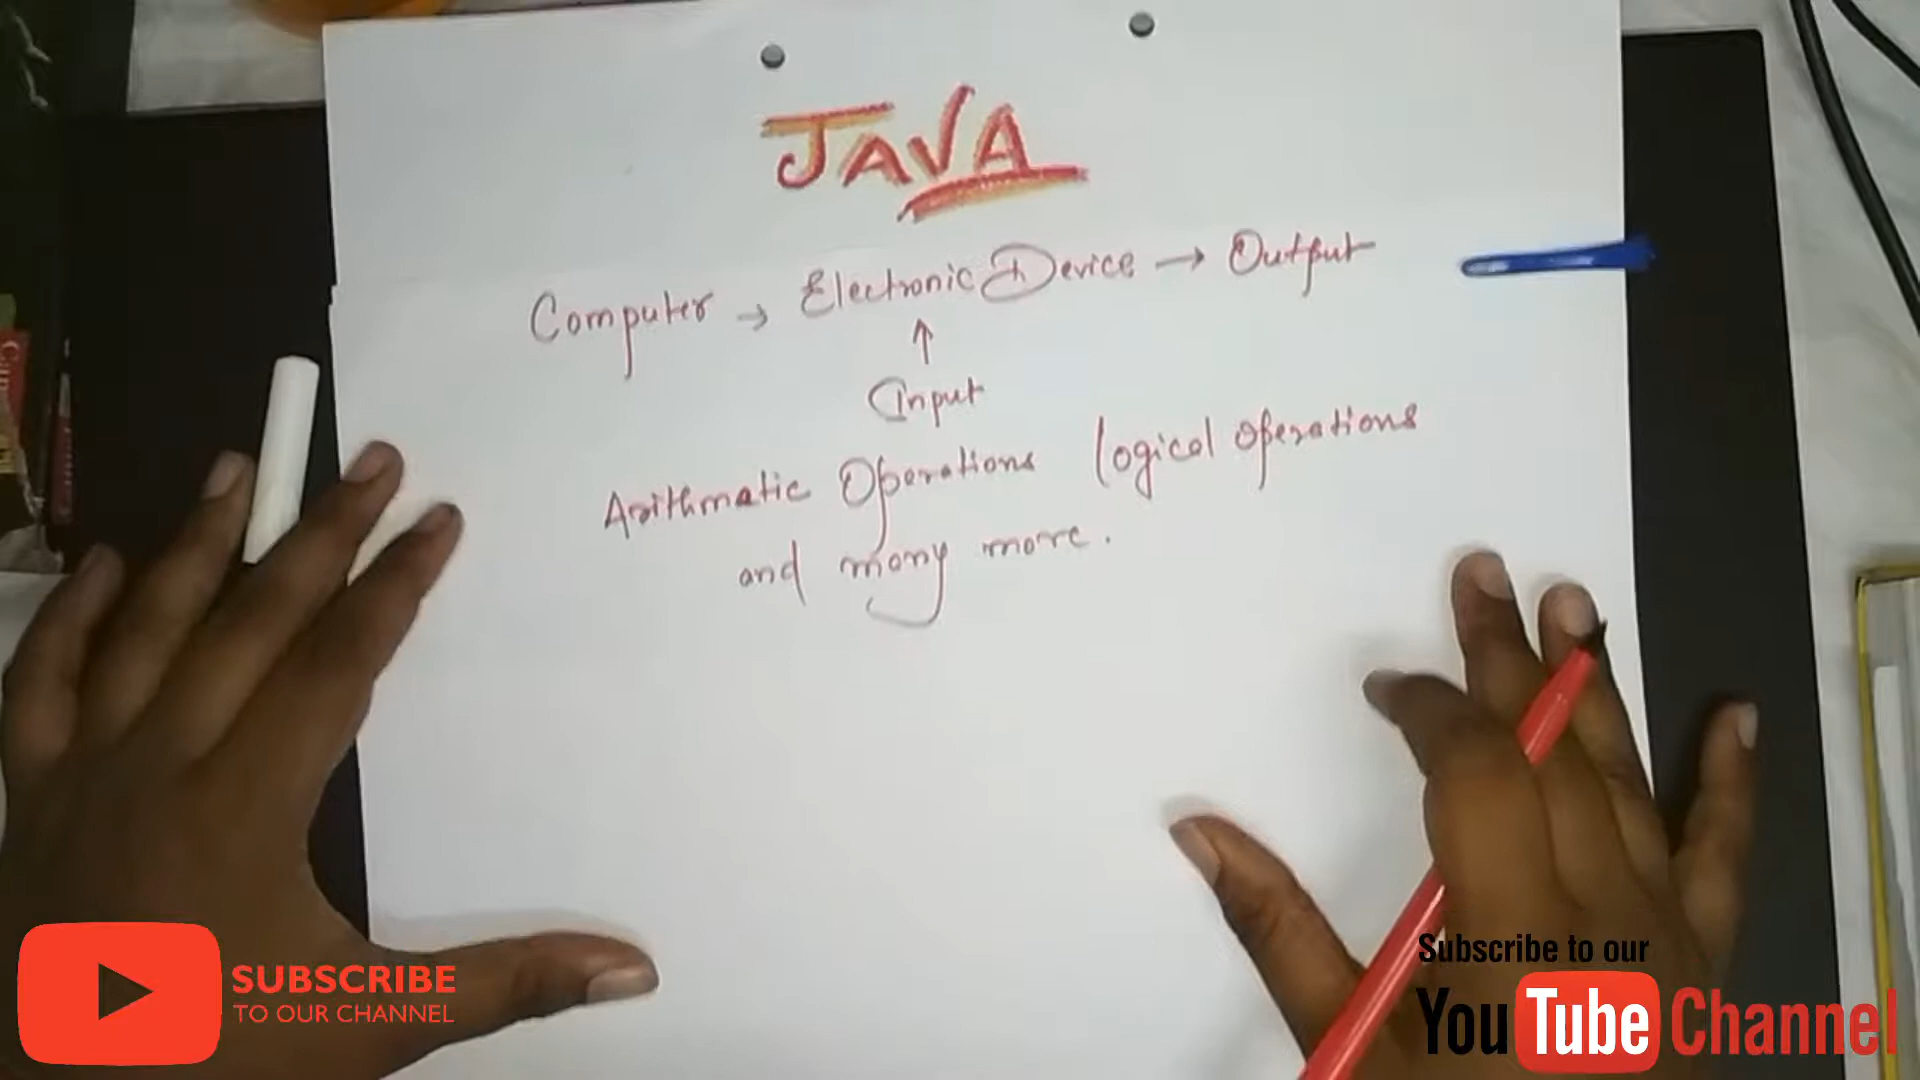 JAVA
Computer → Electronic Device → Output
↑
Input
Arithmatic Operations logical operations
and many more.
SUBSCRIBE
TO OUR CHANNEL
Subscribe to our
YouTube Channel